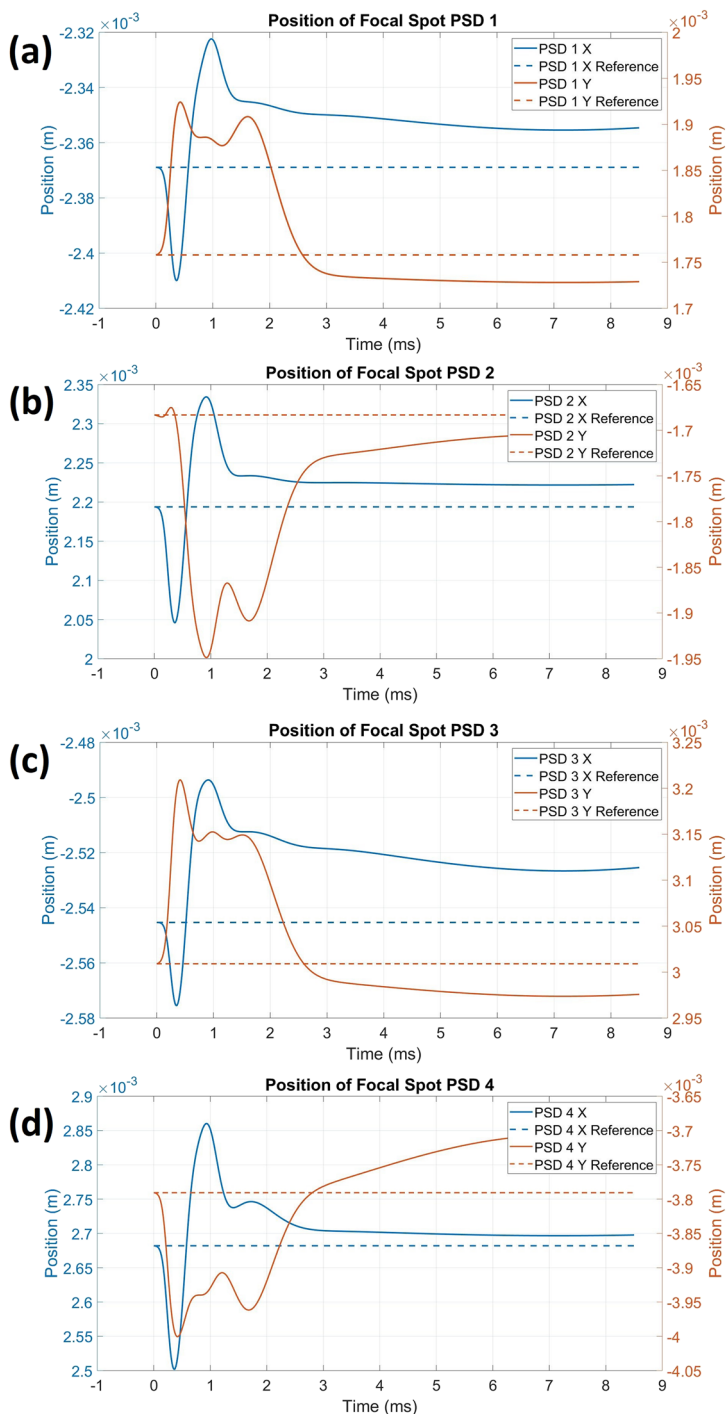 (a)
Position of Focal Spot PSD 1
×10⁻³
×10⁻³
-2.32
-2.34
-2.36
-2.38
-2.4
-2.42
Position (m)
2
1.95
1.9
1.85
1.8
1.75
1.7
Position (m)
PSD 1 X
PSD 1 X Reference
PSD 1 Y
PSD 1 Y Reference
-1 0 1 2 3 4 5 6 7 8 9
Time (ms)
(b)
Position of Focal Spot PSD 2
×10⁻³
×10⁻³
2.35
2.3
2.25
2.2
2.15
2.1
2.05
2
Position (m)
-1.65
-1.7
-1.75
-1.8
-1.85
-1.9
-1.95
Position (m)
PSD 2 X
PSD 2 X Reference
PSD 2 Y
PSD 2 Y Reference
-1 0 1 2 3 4 5 6 7 8 9
Time (ms)
(c)
Position of Focal Spot PSD 3
×10⁻³
×10⁻³
-2.48
-2.5
-2.52
-2.54
-2.56
-2.58
Position (m)
3.25
3.2
3.15
3.1
3.05
3
2.95
Position (m)
PSD 3 X
PSD 3 X Reference
PSD 3 Y
PSD 3 Y Reference
-1 0 1 2 3 4 5 6 7 8 9
Time (ms)
(d)
Position of Focal Spot PSD 4
×10⁻³
×10⁻³
2.9
2.85
2.8
2.75
2.7
2.65
2.6
2.55
2.5
Position (m)
-3.65
-3.7
-3.75
-3.8
-3.85
-3.9
-3.95
-4
-4.05
Position (m)
PSD 4 X
PSD 4 X Reference
PSD 4 Y
PSD 4 Y Reference
-1 0 1 2 3 4 5 6 7 8 9
Time (ms)